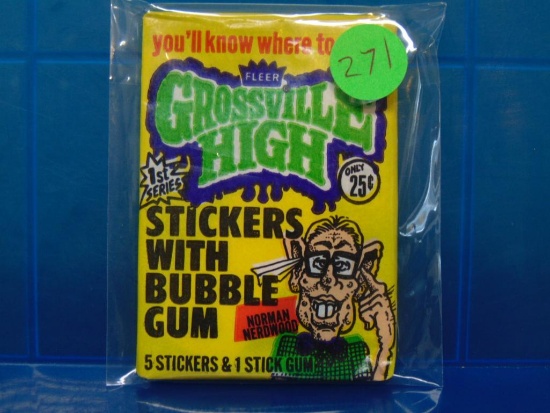 you'll know where to
271
FLEER
GROSSVILLE
HIGH
1st
SERIES
ONLY
25¢
STICKERS
WITH
BUBBLE
GUM
NORMAN
NERDWOOD
5 STICKERS & 1 STICK GUM